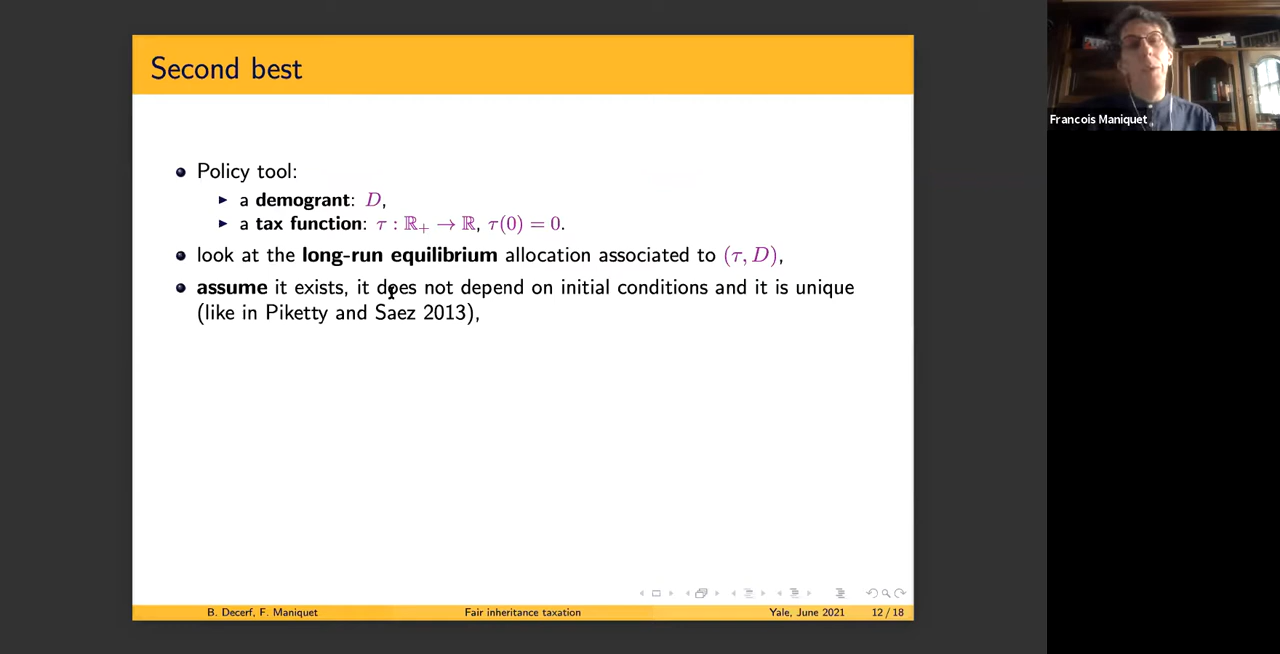 Second best
Policy tool:
a demogrant: D,
a tax function: τ : ℝ₊ → ℝ, τ(0) = 0.
look at the long-run equilibrium allocation associated to (τ, D),
assume it exists, it does not depend on initial conditions and it is unique
(like in Piketty and Saez 2013),
B. Decerf, F. Maniquet
Fair inheritance taxation
Yale, June 2021
12 / 18
Francois Maniquet